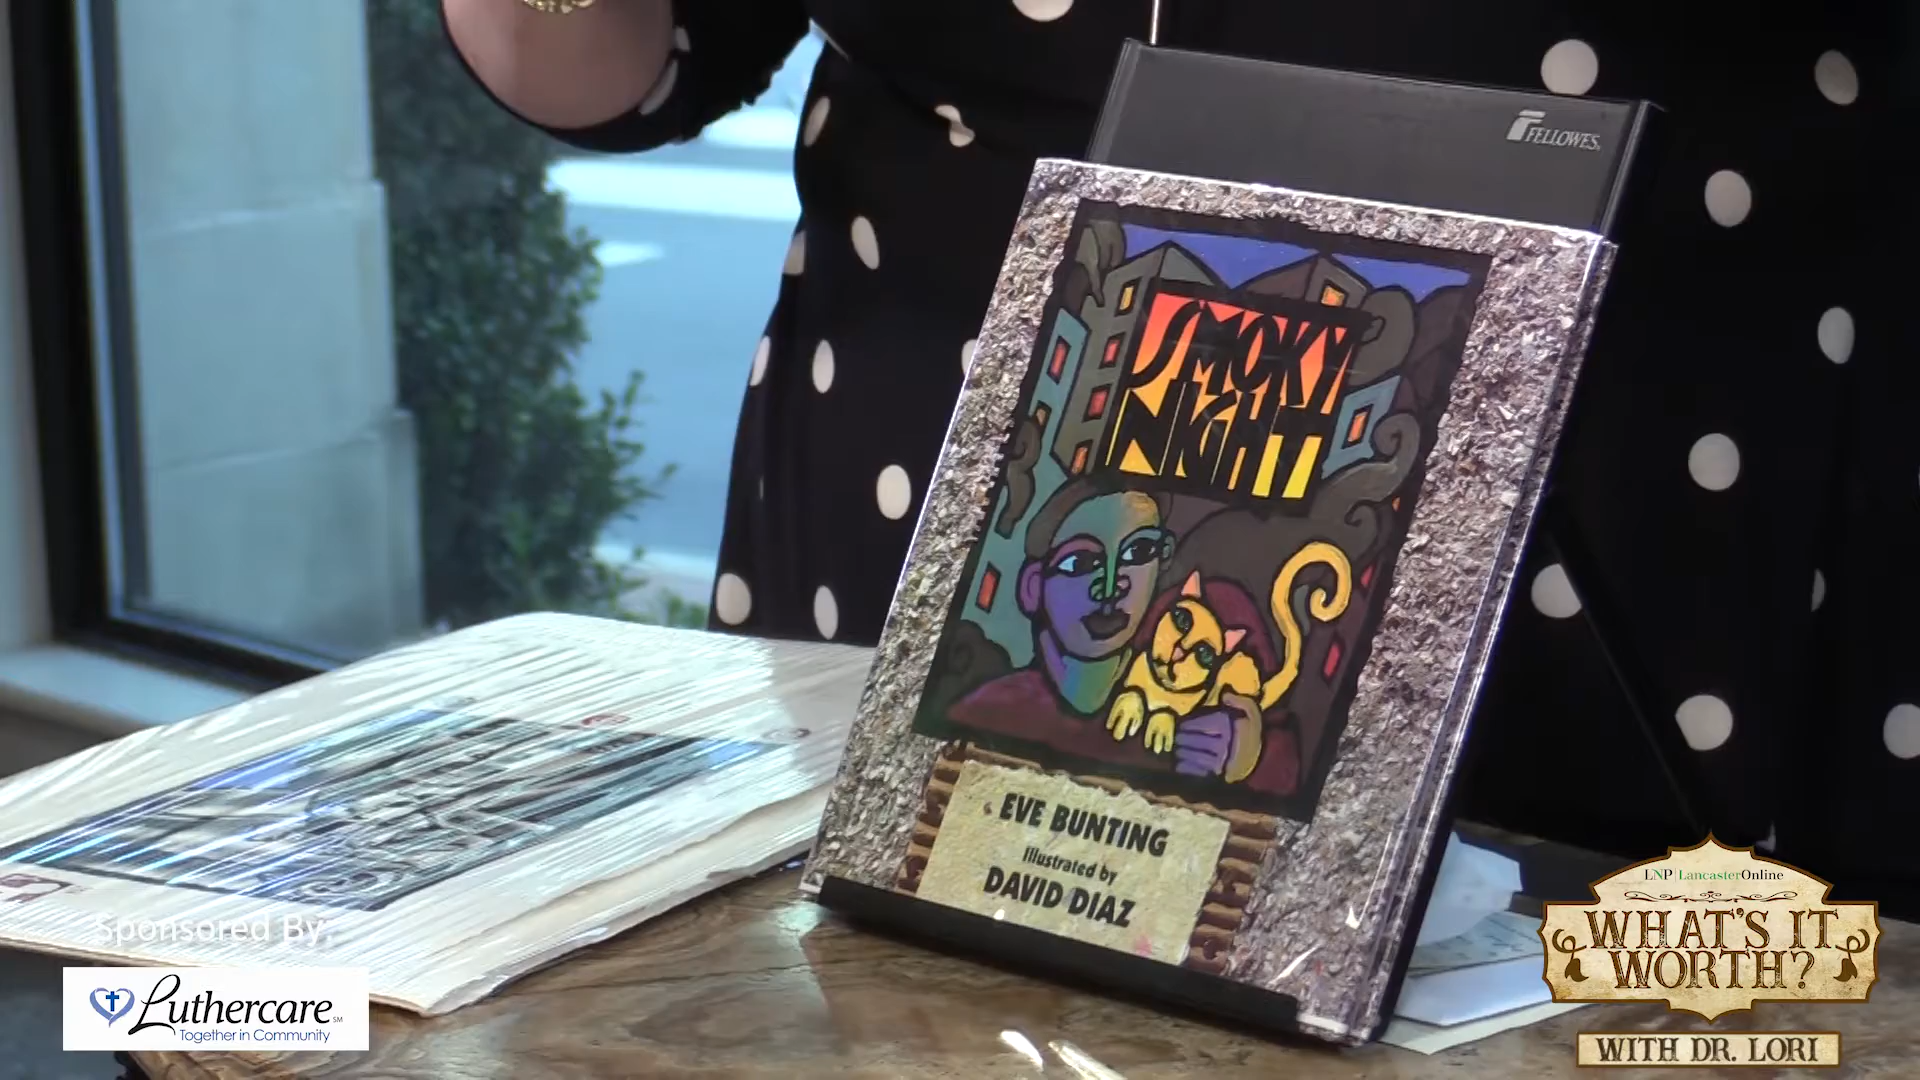 FELLOWES®
SMOKY
NIGHT
EVE BUNTING
Illustrated by
DAVID DIAZ
Sponsored By:
Luthercare SM
Together in Community
LNP|LancasterOnline
WHAT'S IT
WORTH?
WITH DR. LORI